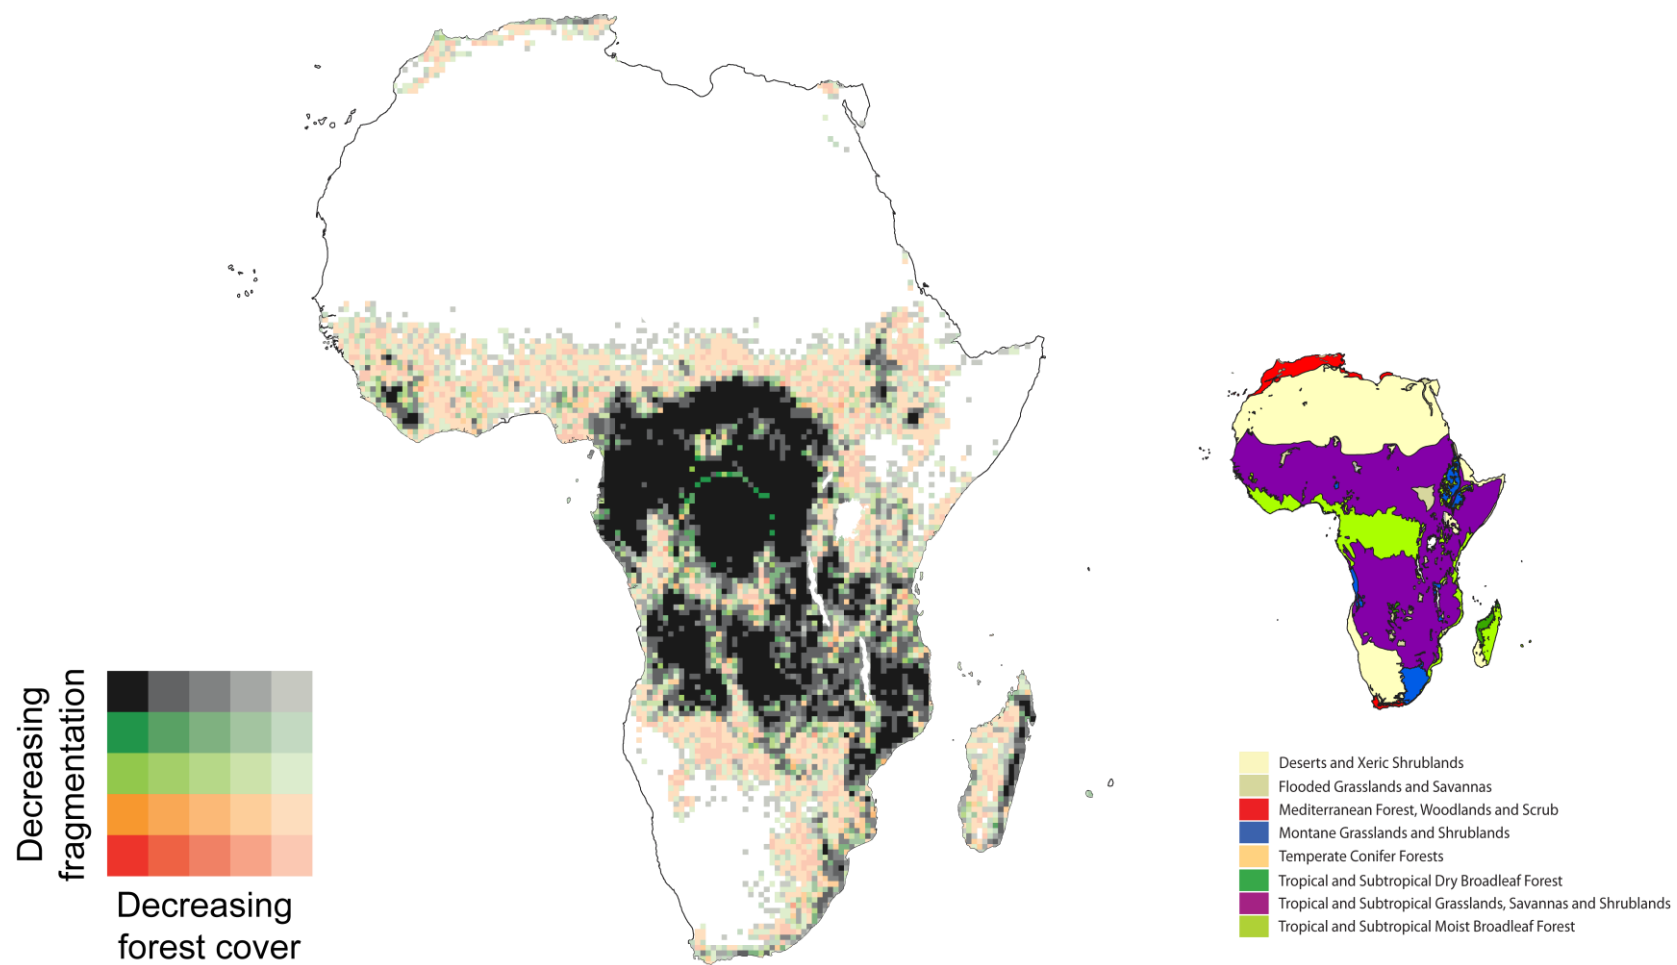 Decreasing
fragmentation
Decreasing
forest cover
Deserts and Xeric Shrublands
Flooded Grasslands and Savannas
Mediterranean Forest, Woodlands and Scrub
Montane Grasslands and Shrublands
Temperate Conifer Forests
Tropical and Subtropical Dry Broadleaf Forest
Tropical and Subtropical Grasslands, Savannas and Shrublands
Tropical and Subtropical Moist Broadleaf Forest